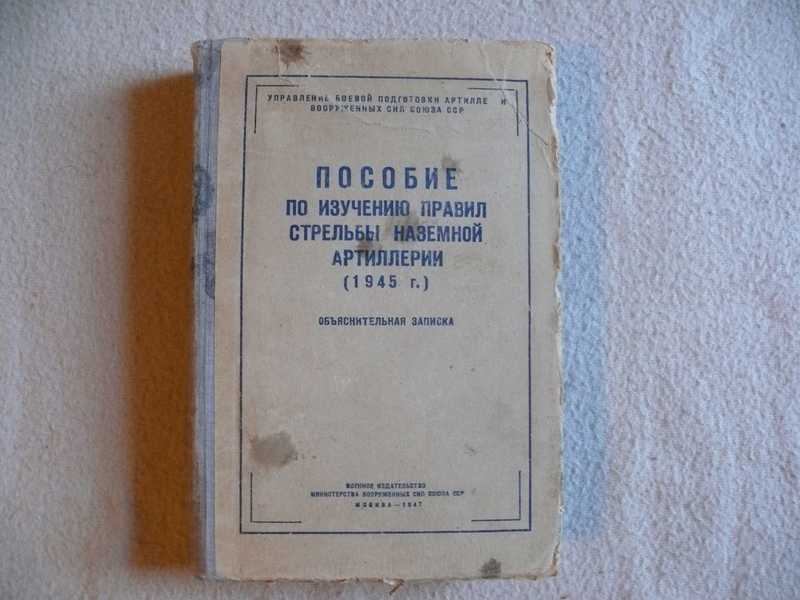 УПРАВЛЕНИЕ БОЕВОЙ ПОДГОТОВКИ
ВООРУЖЕННЫХ СИЛ СОЮЗА ССР
ПОСОБИЕ
ПО ИЗУЧЕНИЮ ПРАВИЛ
СТРЕЛЬБЫ НАЗЕМНОЙ
АРТИЛЛЕРИИ
(1945 г.)
ОБЪЯСНИТЕЛЬНАЯ ЗАПИСКА
ВОЕННОЕ ИЗДАТЕЛЬСТВО
МИНИСТЕРСТВА ВООРУЖЕННЫХ СИЛ СОЮЗА ССР
МОСКВА—1947